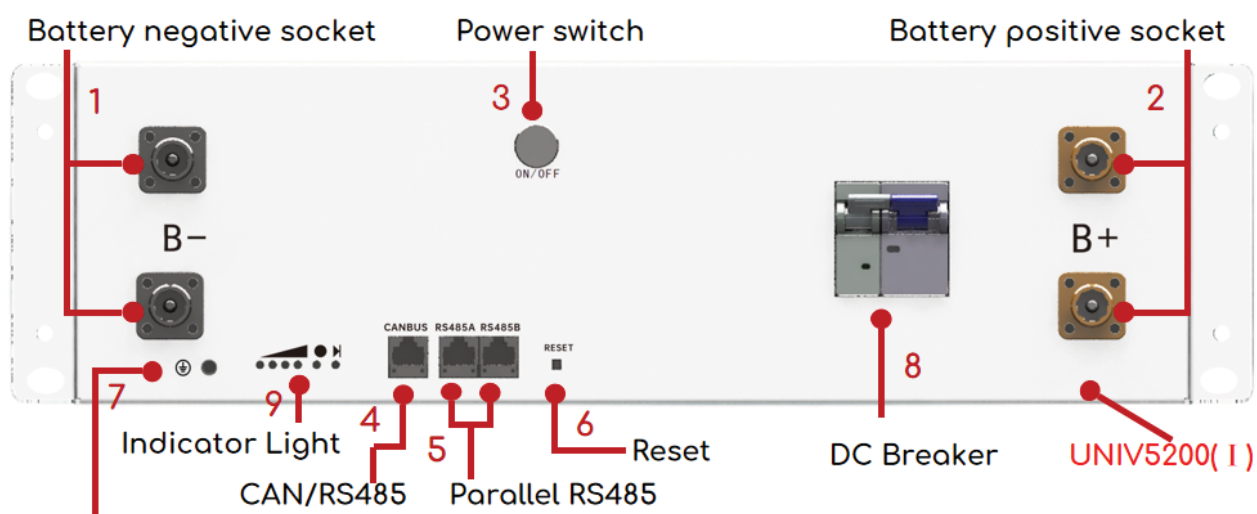 Battery negative socket
Power switch
Battery positive socket
1
3
2
ON/OFF
B-
B+
CANBUS RS485A RS485B
RESET
7
9
4
5
6
8
Indicator Light
Reset
DC Breaker
UNIV5200( I )
CAN/RS485
Parallel RS485